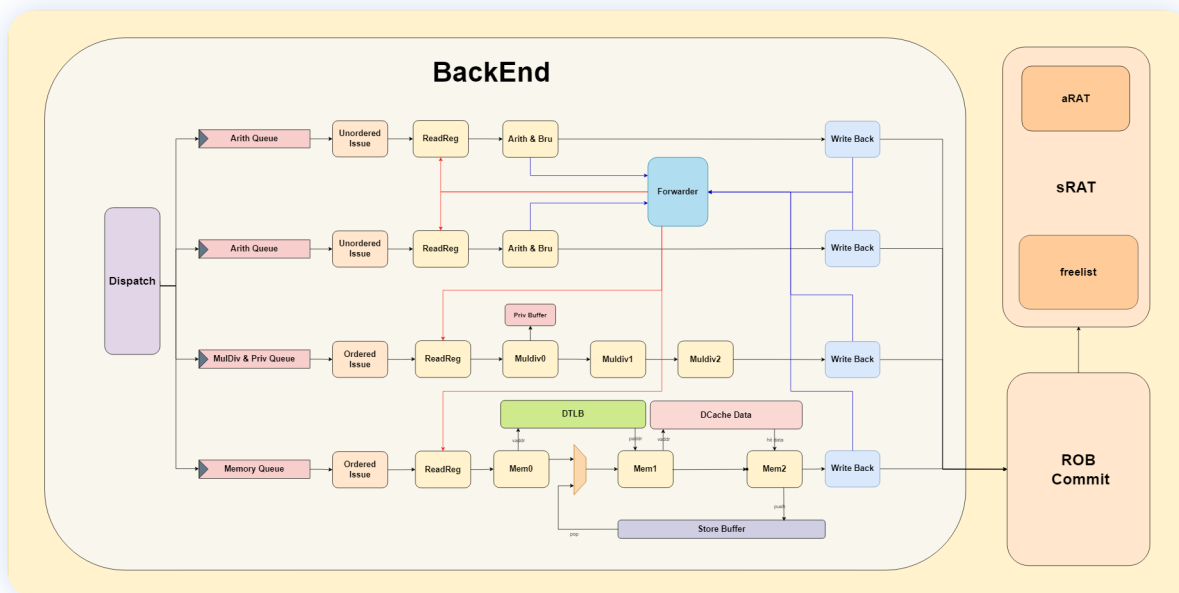 BackEnd
Dispatch
Arith Queue
Unordered
Issue
ReadReg
Arith & Bru
Write Back
Forwarder
Arith Queue
Unordered
Issue
ReadReg
Arith & Bru
Write Back
Priv Buffer
MulDiv & Priv Queue
Ordered
Issue
ReadReg
Muldiv0
Muldiv1
Muldiv2
Write Back
DTLB
DCache Data
vaddr
paddr
vaddr
hit data
Memory Queue
Ordered
Issue
ReadReg
Mem0
Mem1
Mem2
Write Back
push
Store Buffer
pop
aRAT
sRAT
freelist
ROB
Commit